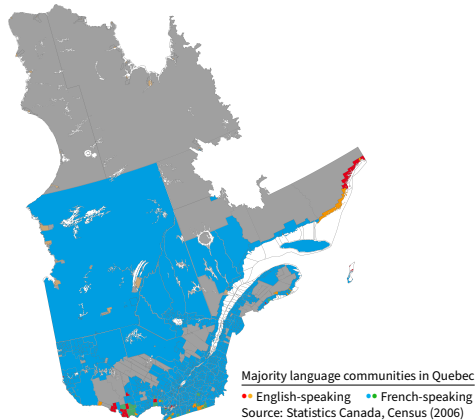 Majority language communities in Quebec
English-speaking French-speaking
Source: Statistics Canada, Census (2006)